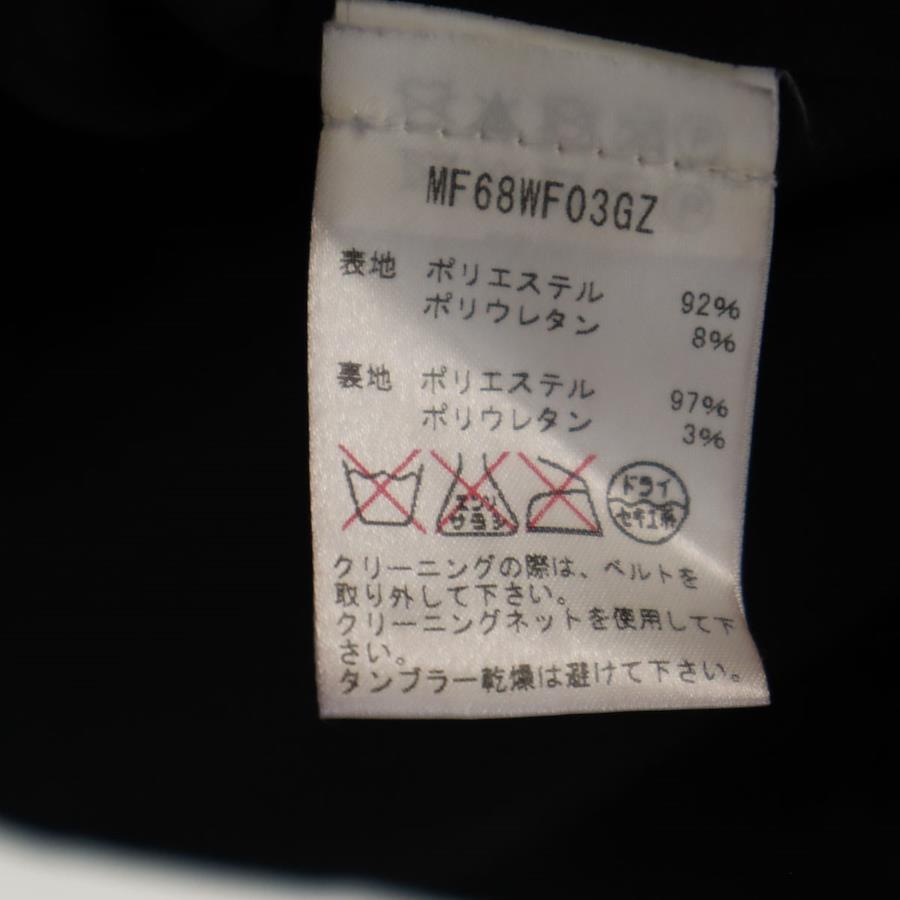 MF68WF03GZ
表地 ポリエステル 92%
ポリウレタン 8%
裏地 ポリエステル 97%
ポリウレタン 3%
エンソ
サラシ
ドライ
セキユ系
クリーニングの際は、ベルトを
取り外して下さい。
クリーニングネットを使用して下
さい。
タンブラー乾燥は避けて下さい。